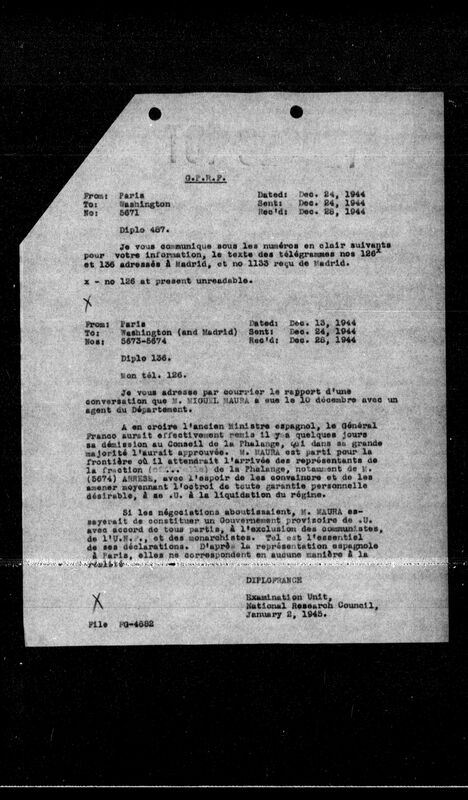 G.P.R.F.
From: Paris Dated: Dec. 24, 1944
To: Washington Sent: Dec. 24, 1944
No: 5671 Rec'd: Dec. 28, 1944
Diplo 487.
Je vous communique sous les numéros en clair suivants
pour votre information, le texte des télégrammes nos 126x
et 136 adressés à Madrid, et no 1133 reçu de Madrid.
x - no 126 at present unreadable.
X
From: Paris Dated: Dec. 13, 1944
To: Washington (and Madrid) Sent: Dec. 24, 1944
Nos: 5673-5674 Rec'd: Dec. 28, 1944
Diplo 136.
Mon tél. 126.
Je vous adresse par courrier le rapport d'une
conversation que M. MIGUEL MAURA a eue le 10 décembre avec un
agent du Département.
A en croire l'ancien Ministre espagnol, le Général
Franco aurait effectivement remis il y a quelques jours
sa démission au Conseil de la Phalange, qui dans sa grande
majorité l'aurait approuvée. M. MAURA est parti pour la
frontière où il attendrait l'arrivée des représentants de
la fraction de la Phalange, notamment de M.
(5674) ARRESE, avec l'espoir de les convaincre et de les
amener moyennant l'octroi de toute garantie personnelle
désirable, à se .U. à la liquidation du régime.
Si les négociations aboutissaient, M. MAURA es-
sayerait de constituer un Gouvernement provisoire de .U.
avec accord de tous partis, à l'exclusion des communistes,
de l'U.N.., et des monarchistes. Tel est l'essentiel
de ses déclarations. D'après la représentation espagnole
à Paris, elles ne correspondent en aucune manière à la
réalité
DIPLOFRANCE
Examination Unit,
National Research Council,
January 2, 1945.
X
File FG-4682